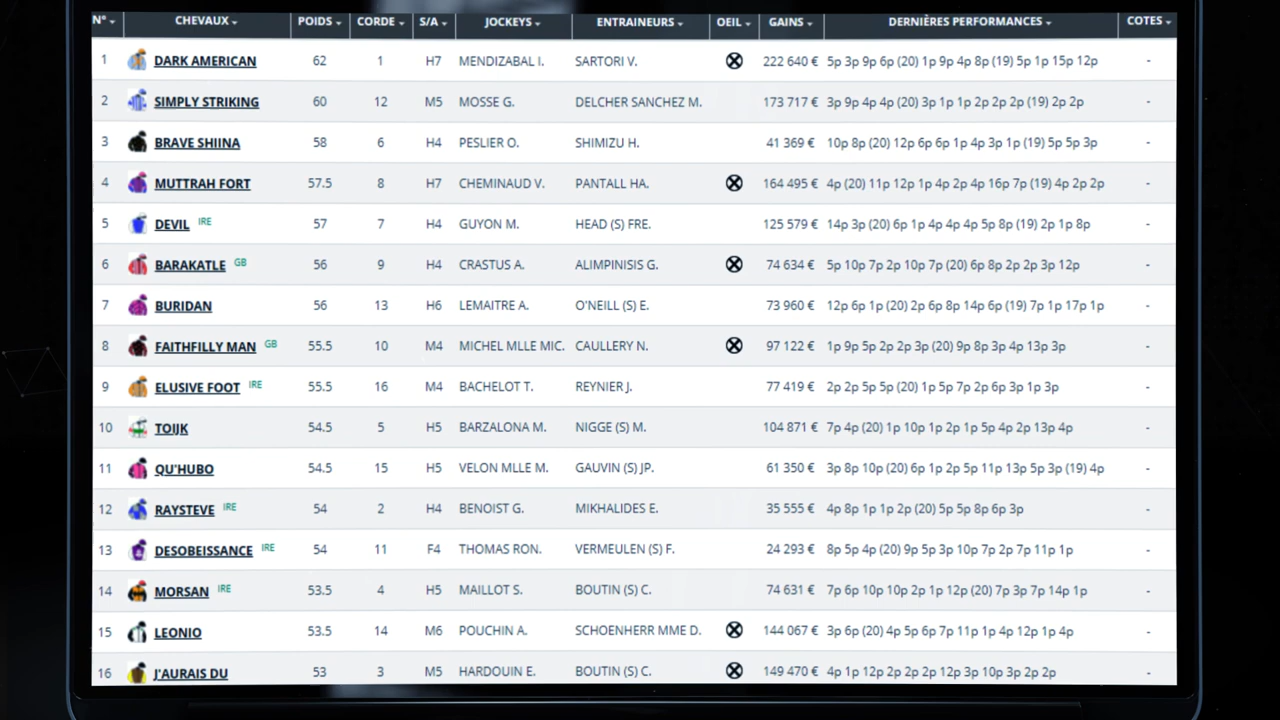 N° CHEVAUX POIDS CORDE S/A JOCKEYS ENTRAINEURS OEIL GAINS DERNIÈRES PERFORMANCES COTES
1 DARK AMERICAN 62 1 H7 MENDIZABAL I. SARTORI V. 222 640 € 5p 3p 9p 6p (20) 1p 9p 4p 8p (19) 5p 1p 15p 12p -
2 SIMPLY STRIKING 60 12 M5 MOSSE G. DELCHER SANCHEZ M. 173 717 € 3p 9p 4p 4p (20) 3p 1p 1p 2p 2p 2p (19) 2p 2p -
3 BRAVE SHIINA 58 6 H4 PESLIER O. SHIMIZU H. 41 369 € 10p 8p (20) 12p 6p 6p 1p 4p 3p 1p (19) 5p 5p 3p -
4 MUTTRAH FORT 57.5 8 H7 CHEMINAUD V. PANTALL HA. 164 495 € 4p (20) 11p 12p 1p 4p 2p 4p 16p 7p (19) 4p 2p 2p -
5 DEVIL IRE 57 7 H4 GUYON M. HEAD (S) FRE. 125 579 € 14p 3p (20) 6p 1p 4p 4p 4p 5p 8p (19) 2p 1p 8p -
6 BARAKATLE GB 56 9 H4 CRASTUS A. ALIMPINISIS G. 74 634 € 5p 10p 7p 2p 10p 7p (20) 6p 8p 2p 2p 3p 12p -
7 BURIDAN 56 13 H6 LEMAITRE A. O'NEILL (S) E. 73 960 € 12p 6p 1p (20) 2p 6p 8p 14p 6p (19) 7p 1p 17p 1p -
8 FAITHFILLY MAN GB 55.5 10 M4 MICHEL MLLE MIC. CAULLERY N. 97 122 € 1p 9p 5p 2p 2p 3p (20) 9p 8p 3p 4p 13p 3p -
9 ELUSIVE FOOT IRE 55.5 16 M4 BACHELOT T. REYNIER J. 77 419 € 2p 2p 5p 5p (20) 1p 5p 7p 2p 6p 3p 1p 3p -
10 TOIJK 54.5 5 H5 BARZALONA M. NIGGE (S) M. 104 871 € 7p 4p (20) 1p 10p 1p 2p 1p 5p 4p 2p 13p 4p -
11 QU'HUBO 54.5 15 H5 VELON MLLE M. GAUVIN (S) JP. 61 350 € 3p 8p 10p (20) 6p 1p 2p 5p 11p 13p 5p 3p (19) 4p -
12 RAYSTEVE IRE 54 2 H4 BENOIST G. MIKHALIDES E. 35 555 € 4p 8p 1p 1p 2p (20) 5p 5p 8p 6p 3p -
13 DESOBEISSANCE IRE 54 11 F4 THOMAS RON. VERMEULEN (S) F. 24 293 € 8p 5p 4p (20) 9p 5p 3p 10p 7p 2p 7p 11p 1p -
14 MORSAN IRE 53.5 4 H5 MAILLOT S. BOUTIN (S) C. 74 631 € 7p 6p 10p 10p 2p 1p 12p (20) 7p 3p 7p 14p 1p -
15 LEONIO 53.5 14 M6 POUCHIN A. SCHOENHERR MME D. 144 067 € 3p 6p (20) 4p 5p 6p 7p 11p 1p 4p 12p 1p 4p -
16 J'AURAIS DU 53 3 M5 HARDOUIN E. BOUTIN (S) C. 149 470 € 4p 1p 12p 2p 2p 2p 12p 3p 10p 3p 2p 2p -